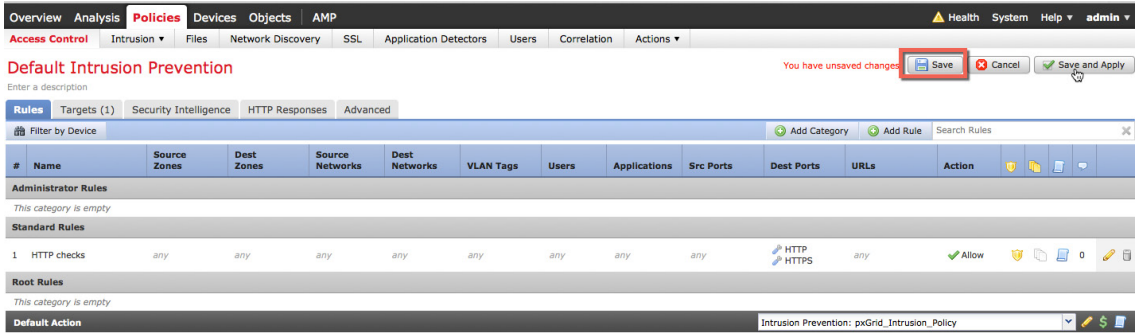 Overview Analysis Policies Devices Objects AMP Health System Help ▾ admin ▾
Access Control Intrusion ▾ Files Network Discovery SSL Application Detectors Users Correlation Actions ▾
Default Intrusion Prevention
You have unsaved changes Save Cancel Save and Apply
Enter a description
Rules Targets (1) Security Intelligence HTTP Responses Advanced
Filter by Device Add Category Add Rule Search Rules
# Name Source Zones Dest Zones Source Networks Dest Networks VLAN Tags Users Applications Src Ports Dest Ports URLs Action
Administrator Rules
This category is empty
Standard Rules
1 HTTP checks any any any any any any any any HTTP HTTPS any Allow 0
Root Rules
This category is empty
Default Action Intrusion Prevention: pxGrid_Intrusion_Policy